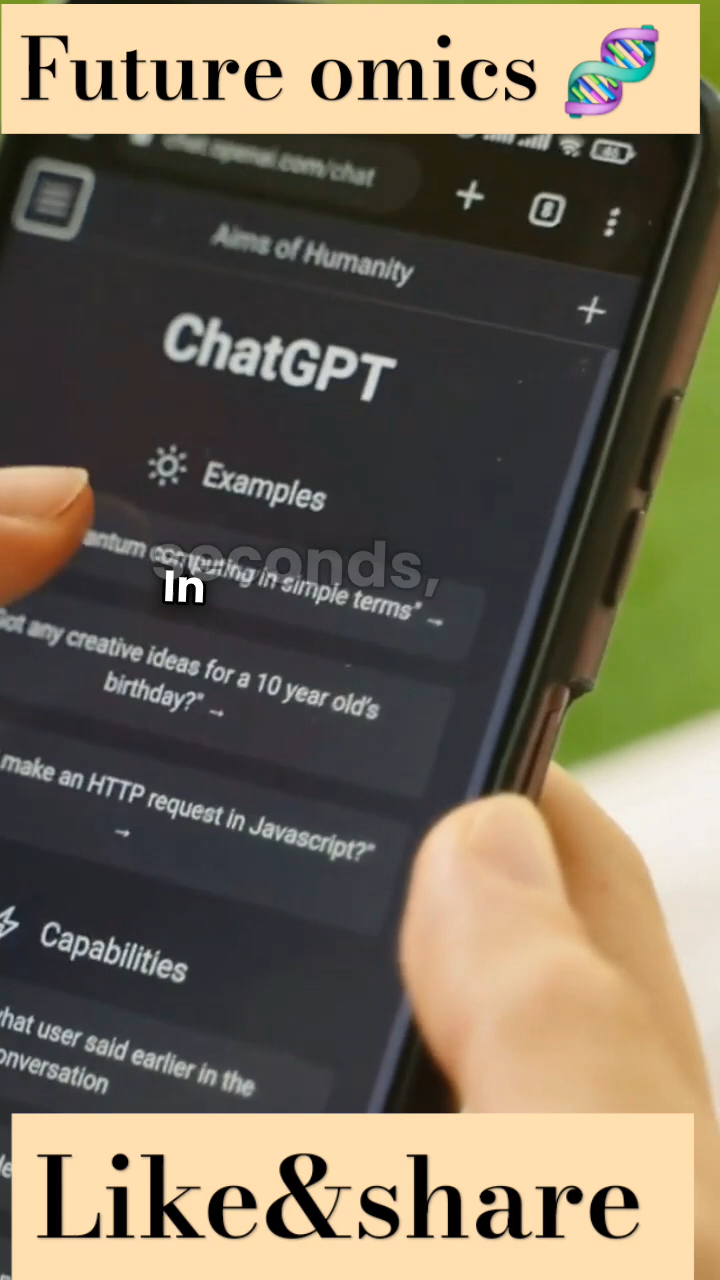 Future omics 🧬
chat.openai.com/chat
46
8
Aims of Humanity
ChatGPT
Examples
computing in simple terms" →
seconds,
In
any creative ideas for a 10 year old's
birthday?" →
make an HTTP request in Javascript?"
→
Capabilities
what user said earlier in the
conversation
Like&share